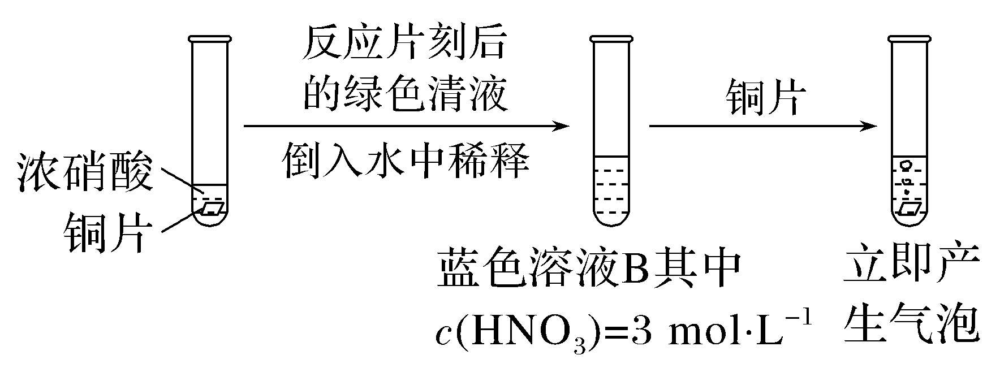 反应片刻后
的绿色清液
倒入水中稀释
铜片
浓硝酸
铜片
蓝色溶液B其中
c(HNO₃)=3 mol·L⁻¹
立即产
生气泡